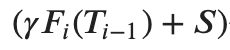 (γF_i(T_{i−1}) + S)